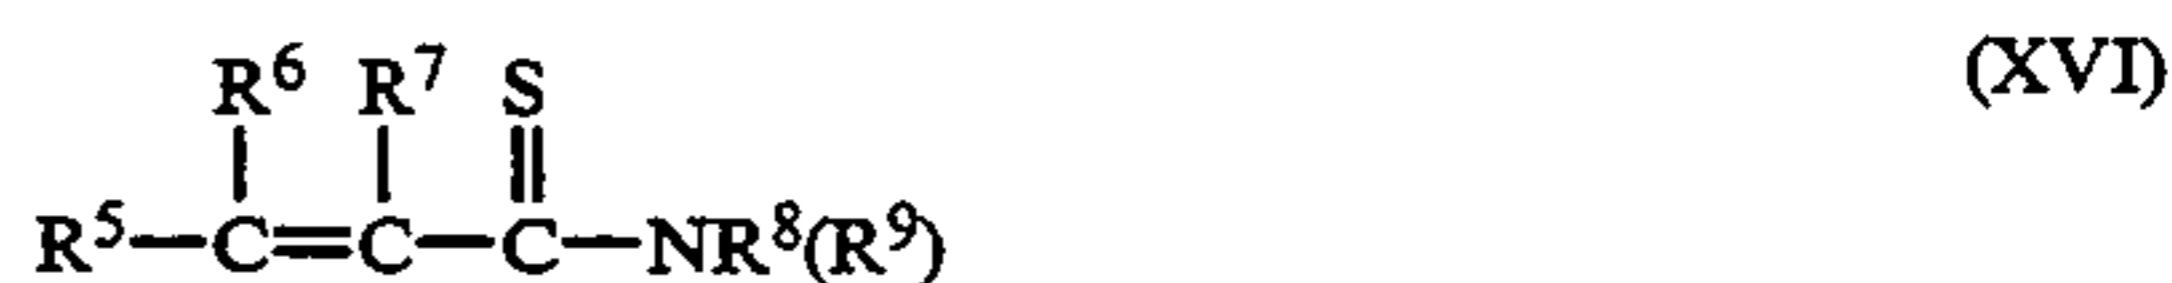 R⁶ R⁷ S (XVI)
R⁵—C=C—C—NR⁸(R⁹)